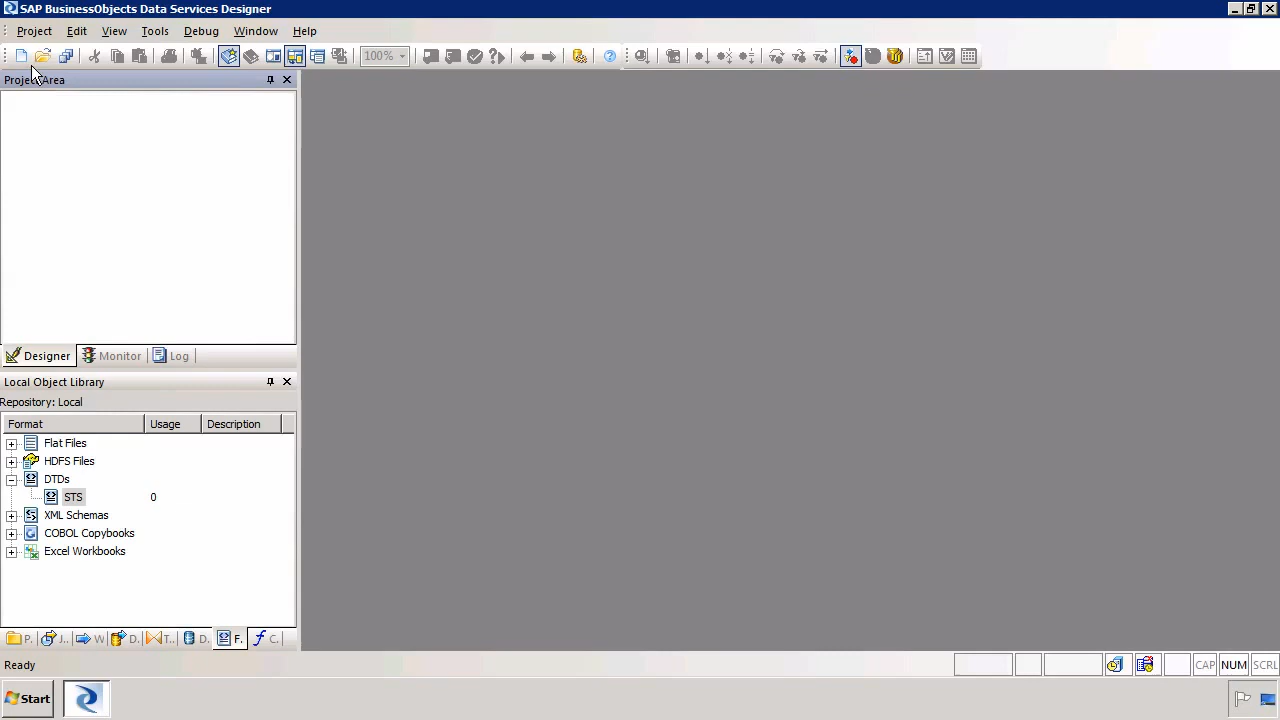 SAP BusinessObjects Data Services Designer
Project Edit View Tools Debug Window Help
100%
Project Area
Designer Monitor Log
Local Object Library
Repository: Local
Format Usage Description
Flat Files
HDFS Files
DTDs
STS 0
XML Schemas
COBOL Copybooks
Excel Workbooks
P. J.. W D. T.. D. F. C.
Ready CAP NUM SCRL
Start